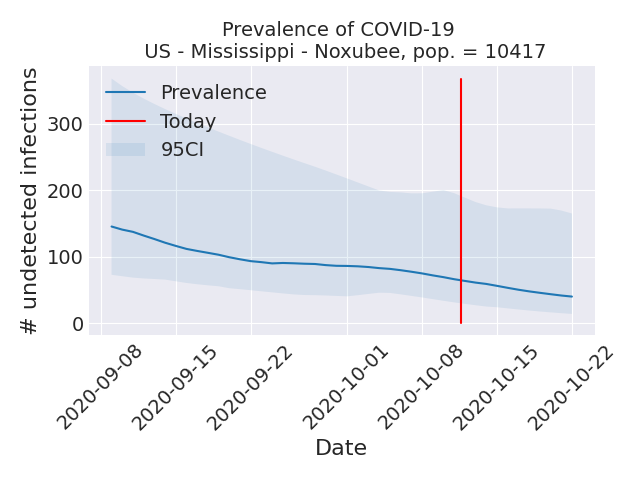 Prevalence of COVID-19
US - Mississippi - Noxubee, pop. = 10417
# undetected infections
300
200
100
0
Prevalence
Today
95CI
2020-09-08
2020-09-15
2020-09-22
2020-10-01
2020-10-08
2020-10-15
2020-10-22
Date